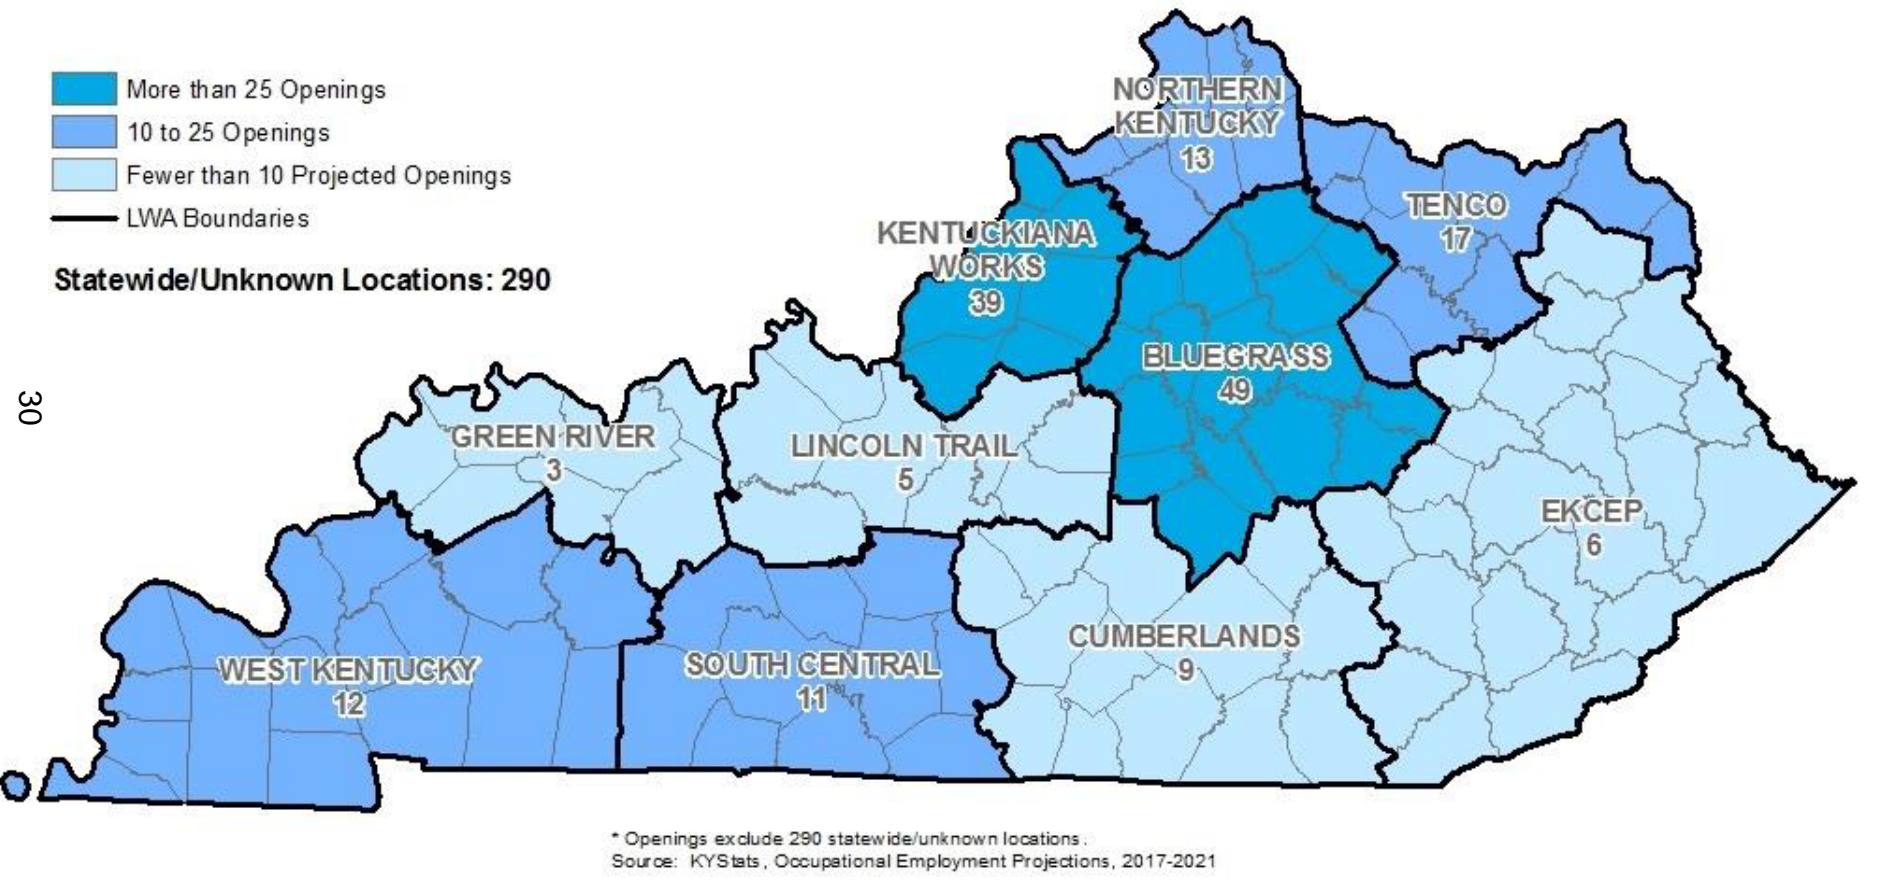 More than 25 Openings
10 to 25 Openings
Fewer than 10 Projected Openings
LWA Boundaries
Statewide/Unknown Locations: 290
NORTHERN
KENTUCKY
13
TENCO
17
KENTUCKIANA
WORKS
39
BLUEGRASS
49
GREEN RIVER
3
LINCOLN TRAIL
5
EKCEP
6
WEST KENTUCKY
12
SOUTH CENTRAL
11
CUMBERLANDS
9
30
* Openings exclude 290 statewide/unknown locations.
Source: KYStats, Occupational Employment Projections, 2017-2021